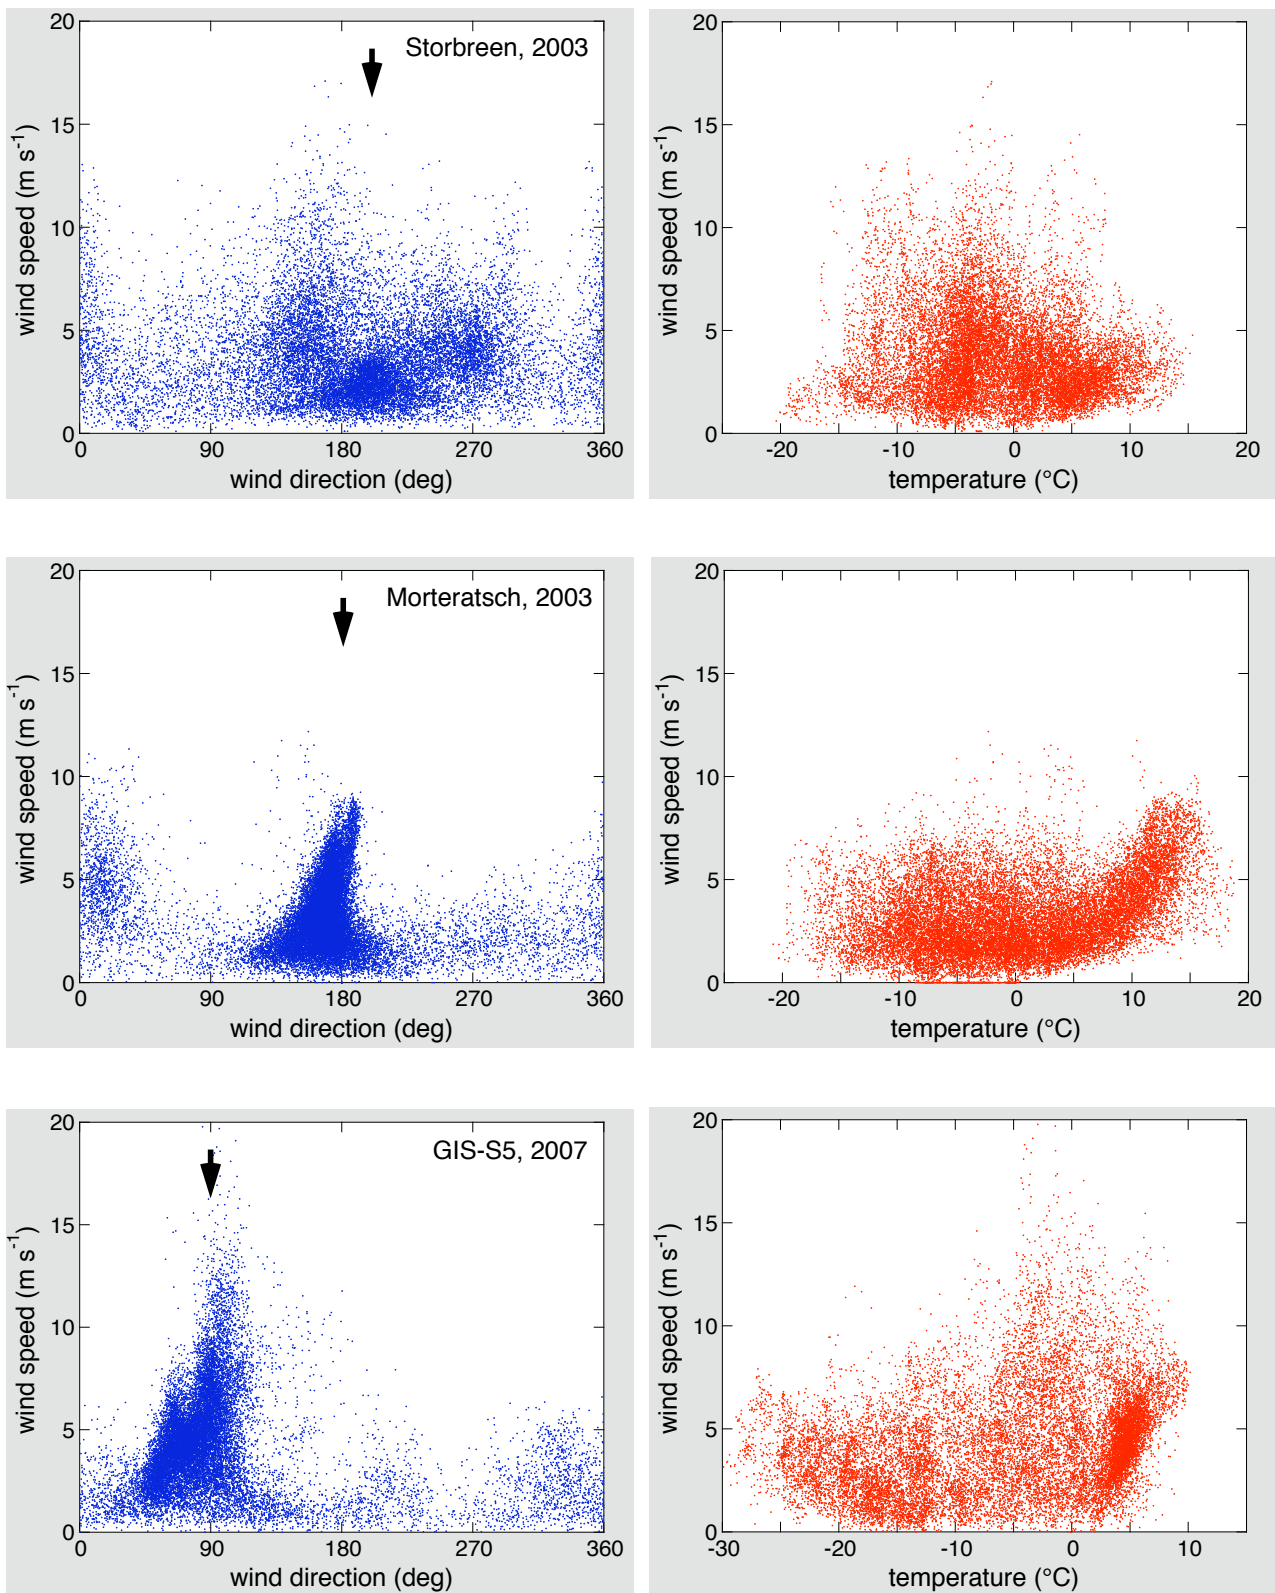 20
15
10
5
0
wind speed (m s⁻¹)
Storbreen, 2003
0 90 180 270 360
wind direction (deg)
20
15
10
5
0
wind speed (m s⁻¹)
-20 -10 0 10 20
temperature (°C)
20
15
10
5
0
wind speed (m s⁻¹)
Morteratsch, 2003
0 90 180 270 360
wind direction (deg)
20
15
10
5
0
wind speed (m s⁻¹)
-20 -10 0 10 20
temperature (°C)
20
15
10
5
0
wind speed (m s⁻¹)
GIS-S5, 2007
0 90 180 270 360
wind direction (deg)
20
15
10
5
0
wind speed (m s⁻¹)
-30 -20 -10 0 10
temperature (°C)